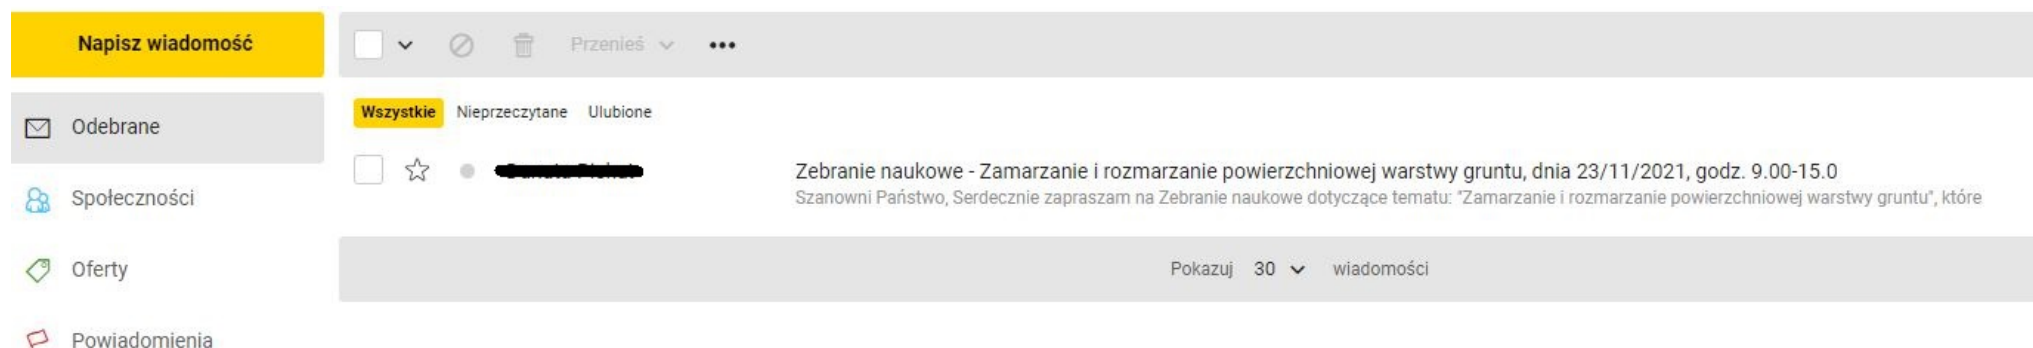 Napisz wiadomość
Przenieś
Odebrane
Wszystkie Nieprzeczytane Ulubione
Zebranie naukowe - Zamarzanie i rozmarzanie powierzchniowej warstwy gruntu, dnia 23/11/2021, godz. 9.00-15.0
Szanowni Państwo, Serdecznie zapraszam na Zebranie naukowe dotyczące tematu: "Zamarzanie i rozmarzanie powierzchniowej warstwy gruntu", które
Społeczności
Oferty
Pokazuj 30 wiadomości
Powiadomienia